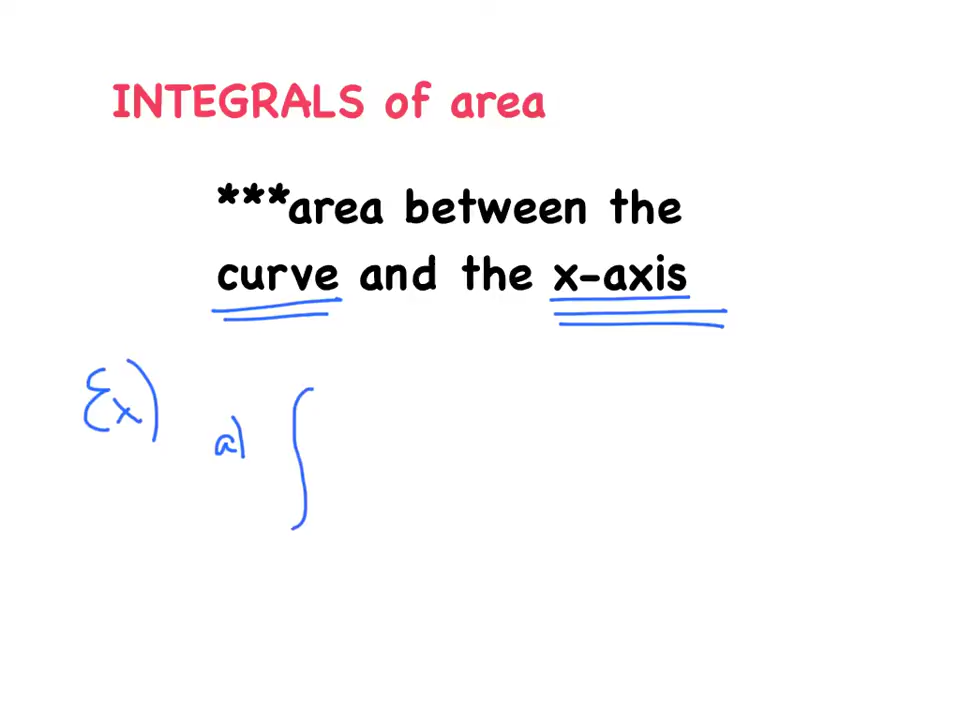 INTEGRALS of area
***area between the
curve and the x-axis
Ex)
a) ∫